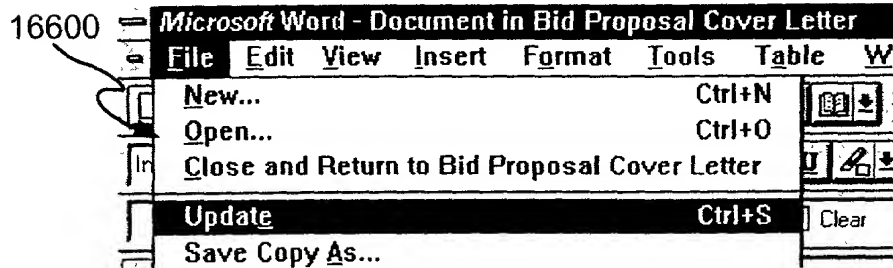 16600
Microsoft Word - Document in Bid Proposal Cover Letter
File Edit View Insert Format Tools Table W
New... Ctrl+N
Open... Ctrl+O
Close and Return to Bid Proposal Cover Letter
Update Ctrl+S Clear
Save Copy As...